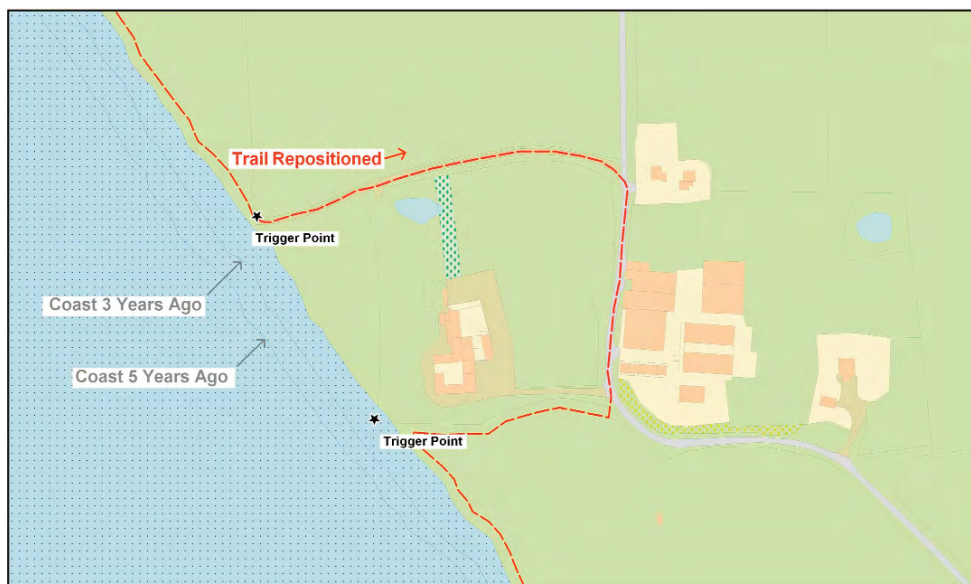 Trail Repositioned
Trigger Point
Coast 3 Years Ago
Coast 5 Years Ago
Trigger Point